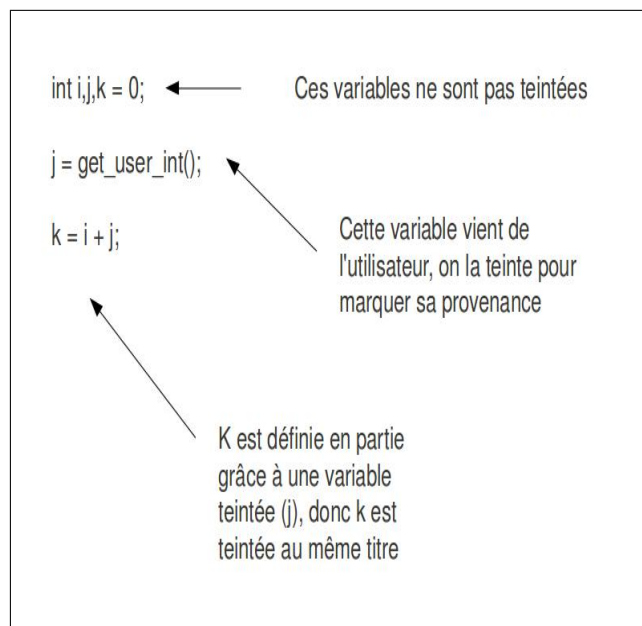 int i,j,k = 0;
Ces variables ne sont pas teintées
j = get_user_int();
k = i + j;
Cette variable vient de
l'utilisateur, on la teinte pour
marquer sa provenance
K est définie en partie
grâce à une variable
teintée (j), donc k est
teintée au même titre